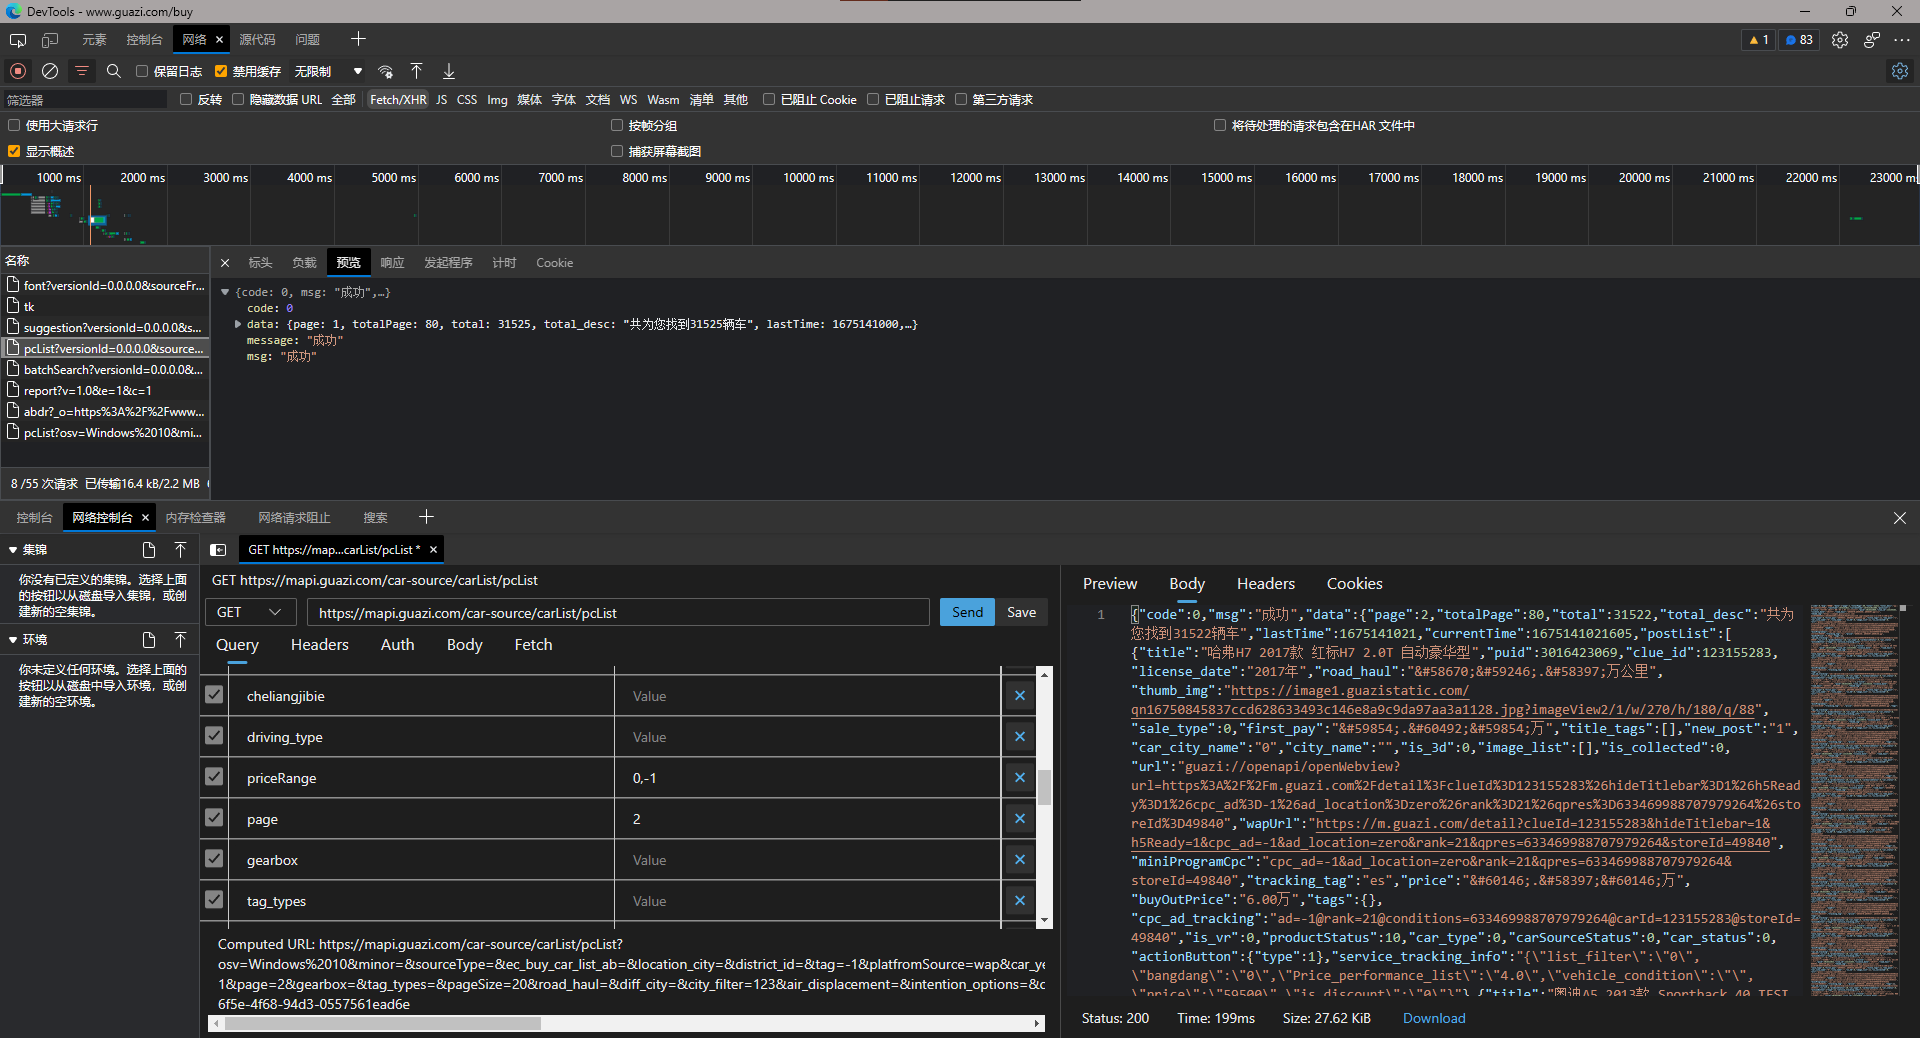 DevTools - www.guazi.com/buy
元素 控制台 网络 源代码 问题
1 83
保留日志 禁用缓存 无限制
筛选器 反转 隐藏数据 URL 全部 Fetch/XHR JS CSS Img 媒体 字体 文档 WS Wasm 清单 其他 已阻止 Cookie 已阻止请求 第三方请求
使用大请求行 按帧分组 将待处理的请求包含在HAR 文件中
显示概述 捕获屏幕截图
1000 ms 2000 ms 3000 ms 4000 ms 5000 ms 6000 ms 7000 ms 8000 ms 9000 ms 10000 ms 11000 ms 12000 ms 13000 ms 14000 ms 15000 ms 16000 ms 17000 ms 18000 ms 19000 ms 20000 ms 21000 ms 22000 ms 23000 ms
名称
font?versionId=0.0.0.0&sourceFr...
tk
suggestion?versionId=0.0.0.0&s...
pcList?versionId=0.0.0.0&source...
batchSearch?versionId=0.0.0.0&...
report?v=1.0&e=1&c=1
abdr?_o=https%3A%2F%2Fwww...
pcList?osv=Windows%2010&mi...
8 /55 次请求 已传输16.4 kB/2.2 MB
标头 负载 预览 响应 发起程序 计时 Cookie
{code: 0, msg: "成功",…}
code: 0
data: {page: 1, totalPage: 80, total: 31525, total_desc: "共为您找到31525辆车", lastTime: 1675141000,…}
message: "成功"
msg: "成功"
控制台 网络控制台 内存检查器 网络请求阻止 搜索
集锦
你没有已定义的集锦。选择上面
的按钮以从磁盘导入集锦，或创
建新的空集锦。
环境
你未定义任何环境。选择上面的
按钮以从磁盘中导入环境，或创
建新的空环境。
GET https://map...carList/pcList *
GET https://mapi.guazi.com/car-source/carList/pcList
GET https://mapi.guazi.com/car-source/carList/pcList Send Save
Query Headers Auth Body Fetch
cheliangjibie Value
driving_type Value
priceRange 0,-1
page 2
gearbox Value
tag_types Value
Computed URL: https://mapi.guazi.com/car-source/carList/pcList?
osv=Windows%2010&minor=&sourceType=&ec_buy_car_list_ab=&location_city=&district_id=&tag=-1&platfromSource=wap&car_ye
1&page=2&gearbox=&tag_types=&pageSize=20&road_haul=&diff_city=&city_filter=123&air_displacement=&intention_options=&c
6f5e-4f68-94d3-0557561ead6e
Preview Body Headers Cookies
1
{"code":0,"msg":"成功","data":{"page":2,"totalPage":80,"total":31522,"total_desc":"共为
您找到31522辆车","lastTime":1675141021,"currentTime":1675141021605,"postList":[
{"title":"哈弗H7 2017款 红标H7 2.0T 自动豪华型","puid":3016423069,"clue_id":123155283,
"license_date":"2017年","road_haul":"&#58670;&#59246;.&#58397;万公里",
"thumb_img":"https://image1.guazistatic.com/
qn16750845837ccd628633493c146e8a9c9da97aa3a1128.jpg?imageView2/1/w/270/h/180/q/88",
"sale_type":0,"first_pay":"&#59854;.&#60492;&#59854;万","title_tags":[],"new_post":"1",
"car_city_name":"0","city_name":"","is_3d":0,"image_list":[],"is_collected":0,
"url":"guazi://openapi/openWebview?
url=https%3A%2F%2Fm.guazi.com%2Fdetail%3FclueId%3D123155283%26hideTitlebar%3D1%26h5Read
y%3D1%26cpc_ad%3D-1%26ad_location%3Dzero%26rank%3D21%26qpres%3D633469988707979264%26sto
reId%3D49840","wapUrl":"https://m.guazi.com/detail?clueId=123155283&hideTitlebar=1&
h5Ready=1&cpc_ad=-1&ad_location=zero&rank=21&qpres=633469988707979264&storeId=49840",
"miniProgramCpc":"cpc_ad=-1&ad_location=zero&rank=21&qpres=633469988707979264&
storeId=49840","tracking_tag":"es","price":"&#60146;.&#58397;&#60146;万",
"buyOutPrice":"6.00万","tags":{},
"cpc_ad_tracking":"ad=-1@rank=21@conditions=633469988707979264@carId=123155283@storeId=
49840","is_vr":0,"productStatus":10,"car_type":0,"carSourceStatus":0,"car_status":0,
"actionButton":{"type":1},"service_tracking_info":"{\"list_filter\":\"0\",
\"bangdang\":\"0\",\"Price_performance_list\":\"4.0\",\"vehicle_condition\":\"\",
\"price\":\"59500\",\"is_discount\":\"0\"}"},{"title":"奥迪A5 2013款 Sportback 40 TFSI
Status: 200 Time: 199ms Size: 27.62 KiB Download